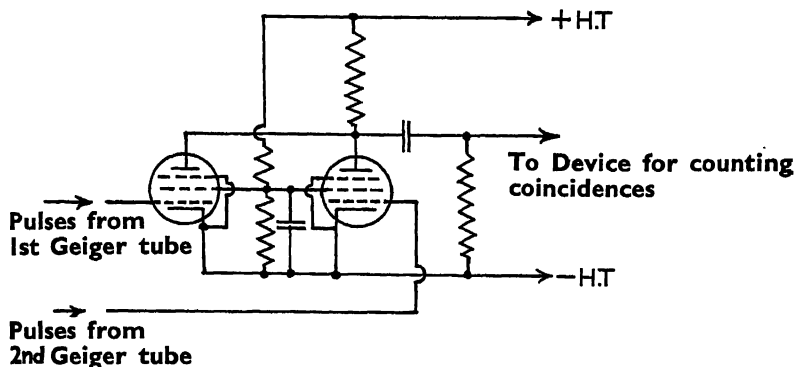 + H.T
To Device for counting
coincidences
Pulses from
1st Geiger tube
− H.T
Pulses from
2nd Geiger tube